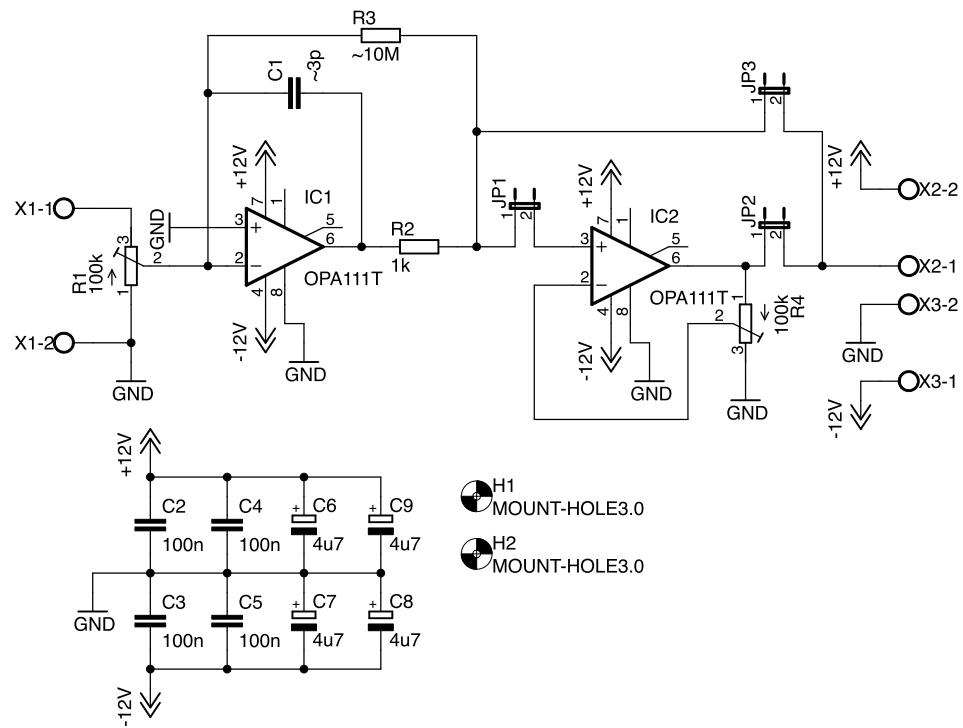 R3
~10M
C1
~3p
JP3
1
2
+12V
IC1
7
1
3
+
5
6
2
−
4
8
OPA111T
-12V
GND
GND
X1-1
3
2
R1
100k
1
X1-2
GND
R2
1k
JP1
1
2
+12V
IC2
7
1
3
+
5
6
2
−
4
8
OPA111T
-12V
GND
JP2
1
2
1
2
3
100k
R4
GND
+12V
X2-2
X2-1
X3-2
GND
X3-1
-12V
+12V
C2
100n
C4
100n
+
C6
4u7
+
C9
4u7
GND
C3
100n
C5
100n
+
C7
4u7
+
C8
4u7
-12V
H1
MOUNT-HOLE3.0
H2
MOUNT-HOLE3.0